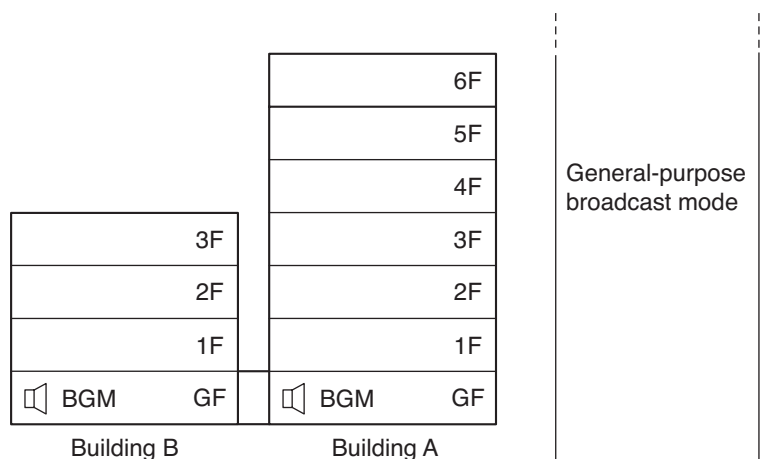 6F
5F
4F
General-purpose
broadcast mode
3F 3F
2F 2F
1F 1F
BGM GF BGM GF
Building B Building A